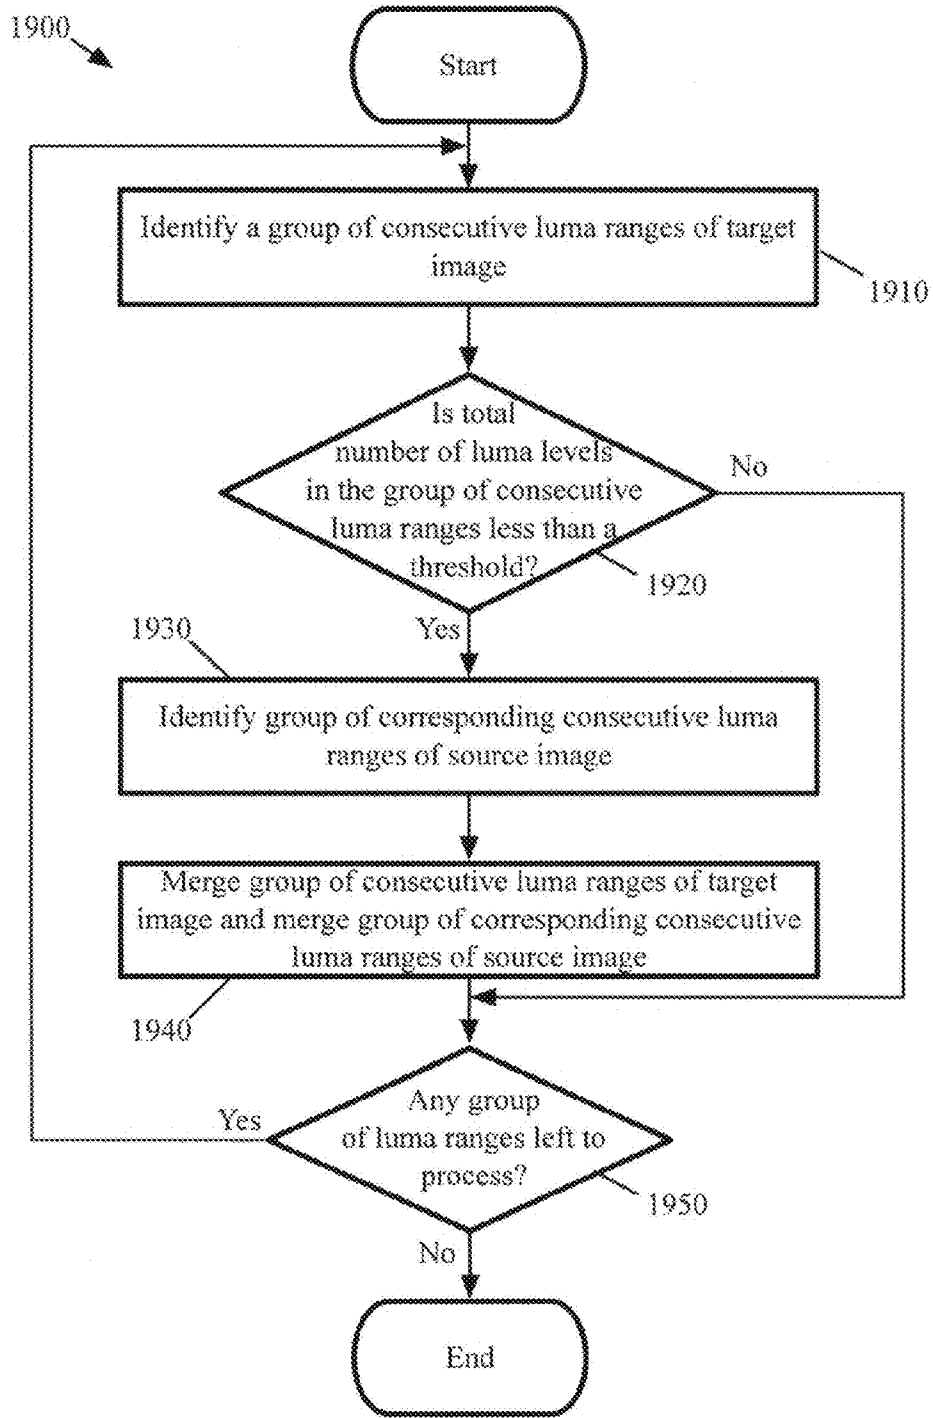 1900
Start
Identify a group of consecutive luma ranges of target
image
1910
Is total
number of luma levels
in the group of consecutive
luma ranges less than a
threshold?
No
1920
Yes
1930
Identify group of corresponding consecutive luma
ranges of source image
Merge group of consecutive luma ranges of target
image and merge group of corresponding consecutive
luma ranges of source image
1940
Any group
of luma ranges left to
process?
Yes
1950
No
End